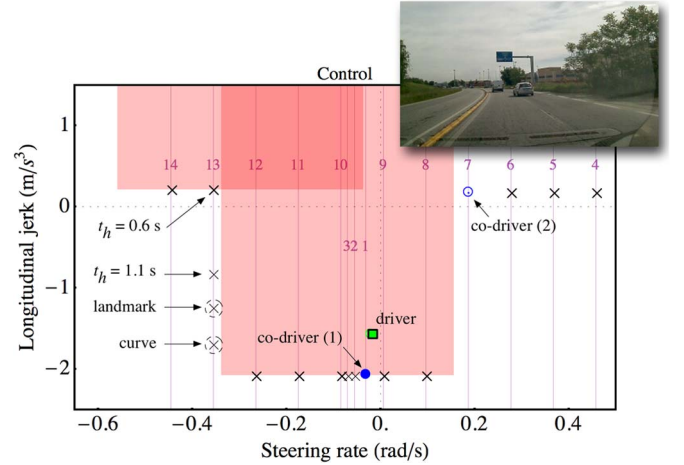 Control
Longitudinal jerk (m/s³)
1
0
−1
−2
14
13
12
11
10
9
8
7
6
5
4
32 1
t_h = 0.6 s
t_h = 1.1 s
landmark
curve
co-driver (2)
driver
co-driver (1)
−0.6
−0.4
−0.2
0.
0.2
0.4
Steering rate (rad/s)